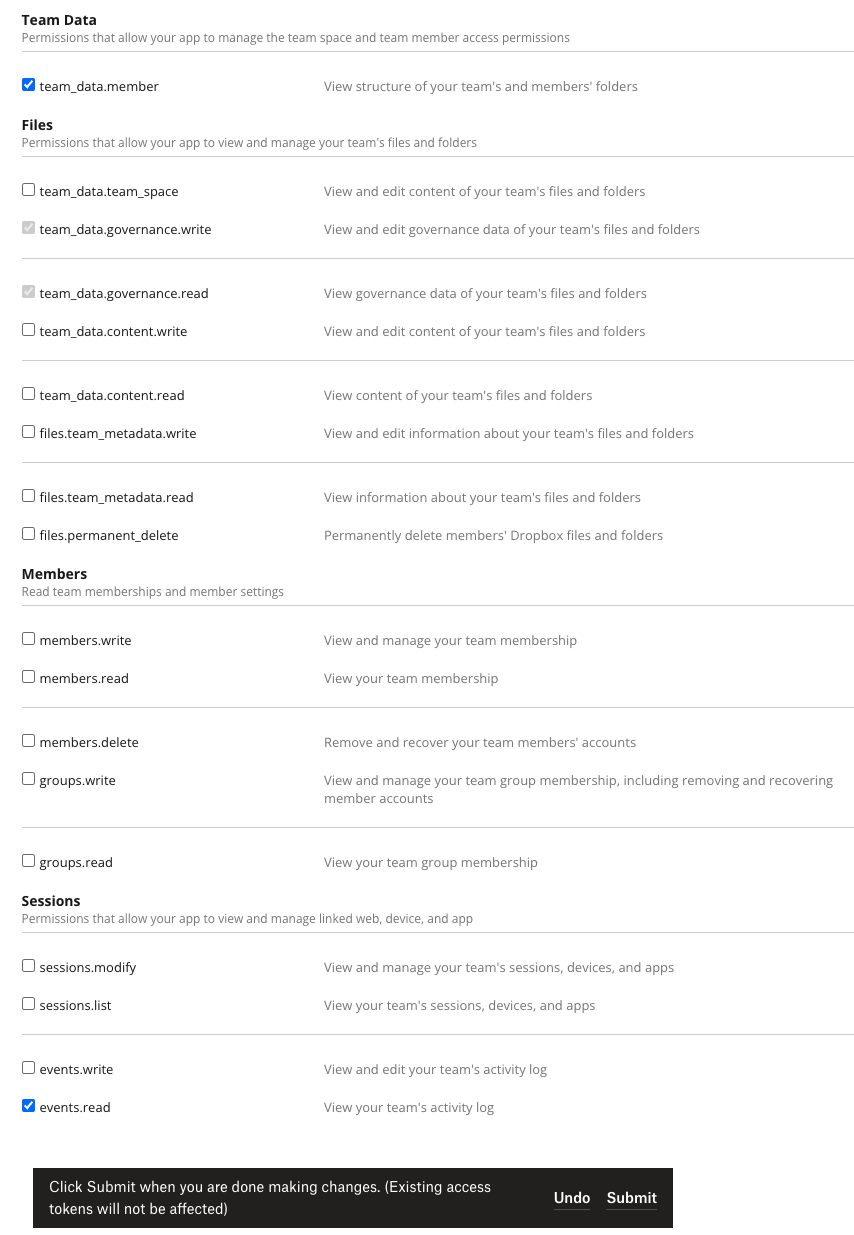 Team Data
Permissions that allow your app to manage the team space and team member access permissions
team_data.member View structure of your team's and members' folders
Files
Permissions that allow your app to view and manage your team's files and folders
team_data.team_space View and edit content of your team's files and folders
team_data.governance.write View and edit governance data of your team's files and folders
team_data.governance.read View governance data of your team's files and folders
team_data.content.write View and edit content of your team's files and folders
team_data.content.read View content of your team's files and folders
files.team_metadata.write View and edit information about your team's files and folders
files.team_metadata.read View information about your team's files and folders
files.permanent_delete Permanently delete members' Dropbox files and folders
Members
Read team memberships and member settings
members.write View and manage your team membership
members.read View your team membership
members.delete Remove and recover your team members' accounts
groups.write View and manage your team group membership, including removing and recovering
member accounts
groups.read View your team group membership
Sessions
Permissions that allow your app to view and manage linked web, device, and app
sessions.modify View and manage your team's sessions, devices, and apps
sessions.list View your team's sessions, devices, and apps
events.write View and edit your team's activity log
events.read View your team's activity log
Click Submit when you are done making changes. (Existing access
tokens will not be affected)
Undo Submit